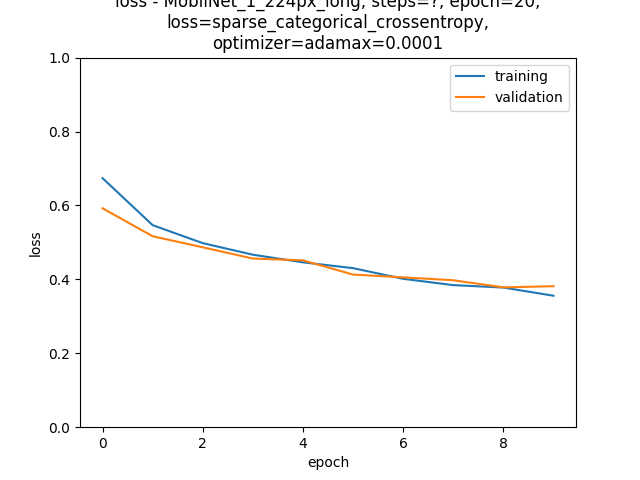 loss - MobilNet_1_224px_long, steps=?, epoch=20,
loss=sparse_categorical_crossentropy,
optimizer=adamax=0.0001
1.0
training
validation
0.8
0.6
loss
0.4
0.2
0.0
0 2 4 6 8
epoch